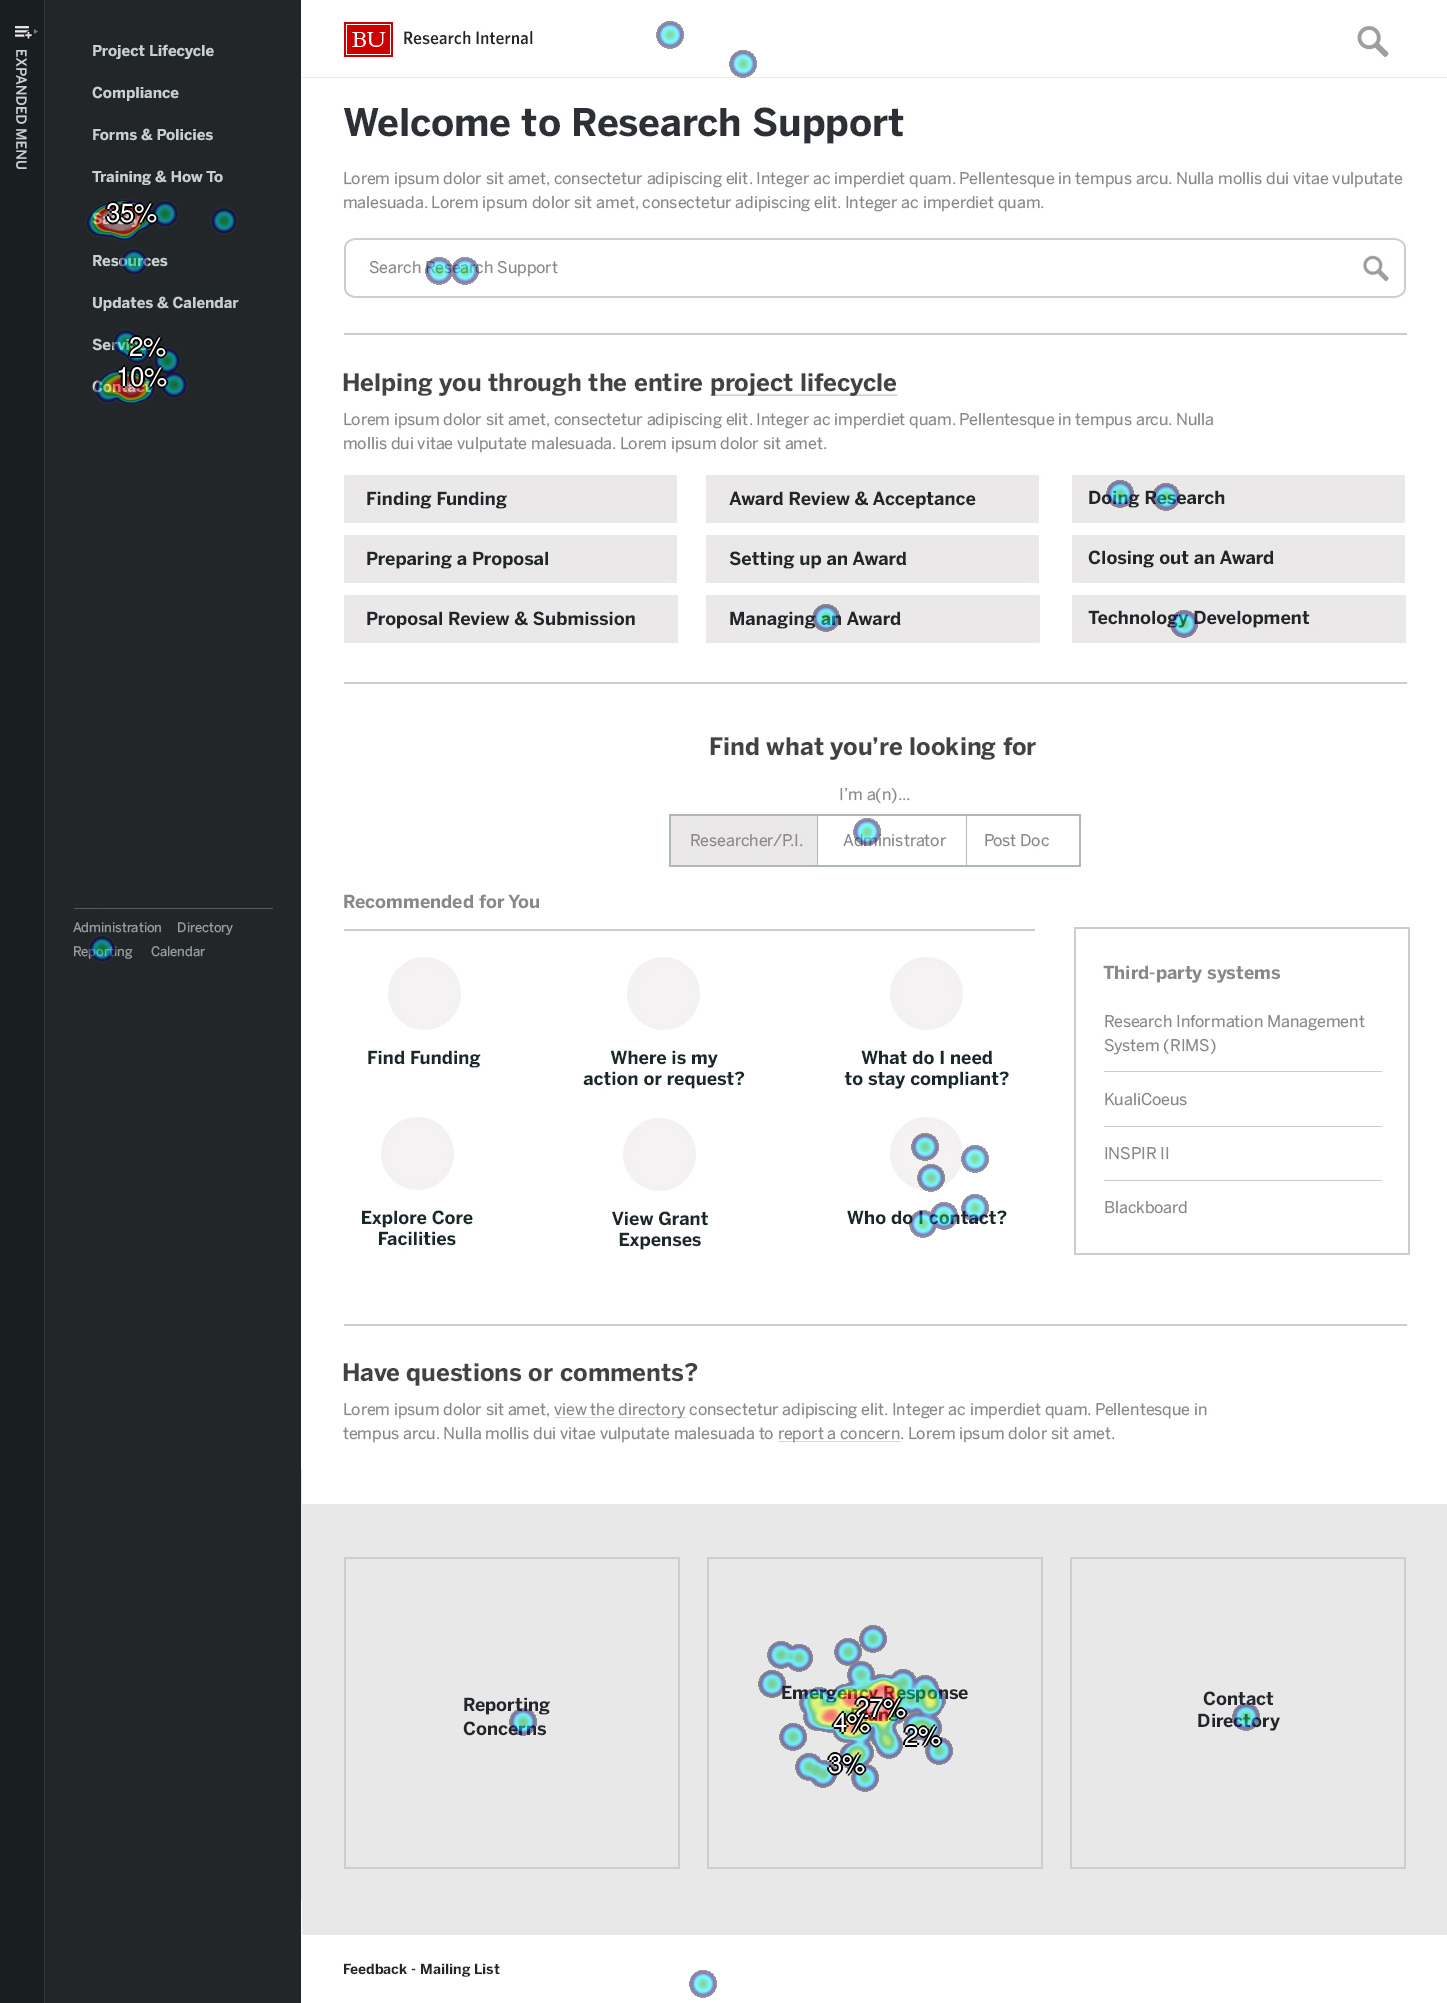 EXPANDED MENU
Project Lifecycle
Compliance
Forms & Policies
Training & How To
35%
Resources
Updates & Calendar
2%
10%
Contact
Administration Directory
Reporting Calendar
BU Research Internal
Welcome to Research Support
Lorem ipsum dolor sit amet, consectetur adipiscing elit. Integer ac imperdiet quam. Pellentesque in tempus arcu. Nulla mollis dui vitae vulputate
malesuada. Lorem ipsum dolor sit amet, consectetur adipiscing elit. Integer ac imperdiet quam.
Search Research Support
Helping you through the entire project lifecycle
Lorem ipsum dolor sit amet, consectetur adipiscing elit. Integer ac imperdiet quam. Pellentesque in tempus arcu. Nulla
mollis dui vitae vulputate malesuada. Lorem ipsum dolor sit amet.
Finding Funding
Award Review & Acceptance
Doing Research
Preparing a Proposal
Setting up an Award
Closing out an Award
Proposal Review & Submission
Managing an Award
Technology Development
Find what you're looking for
I'm a(n)...
Researcher/P.I.
Administrator
Post Doc
Recommended for You
Find Funding
Where is my
action or request?
What do I need
to stay compliant?
Explore Core
Facilities
View Grant
Expenses
Who do I contact?
Third-party systems
Research Information Management
System (RIMS)
KualiCoeus
INSPIR II
Blackboard
Have questions or comments?
Lorem ipsum dolor sit amet, view the directory consectetur adipiscing elit. Integer ac imperdiet quam. Pellentesque in
tempus arcu. Nulla mollis dui vitae vulputate malesuada to report a concern. Lorem ipsum dolor sit amet.
Reporting
Concerns
Emergency Response
27%
4%
2%
3%
Contact
Directory
Feedback - Mailing List